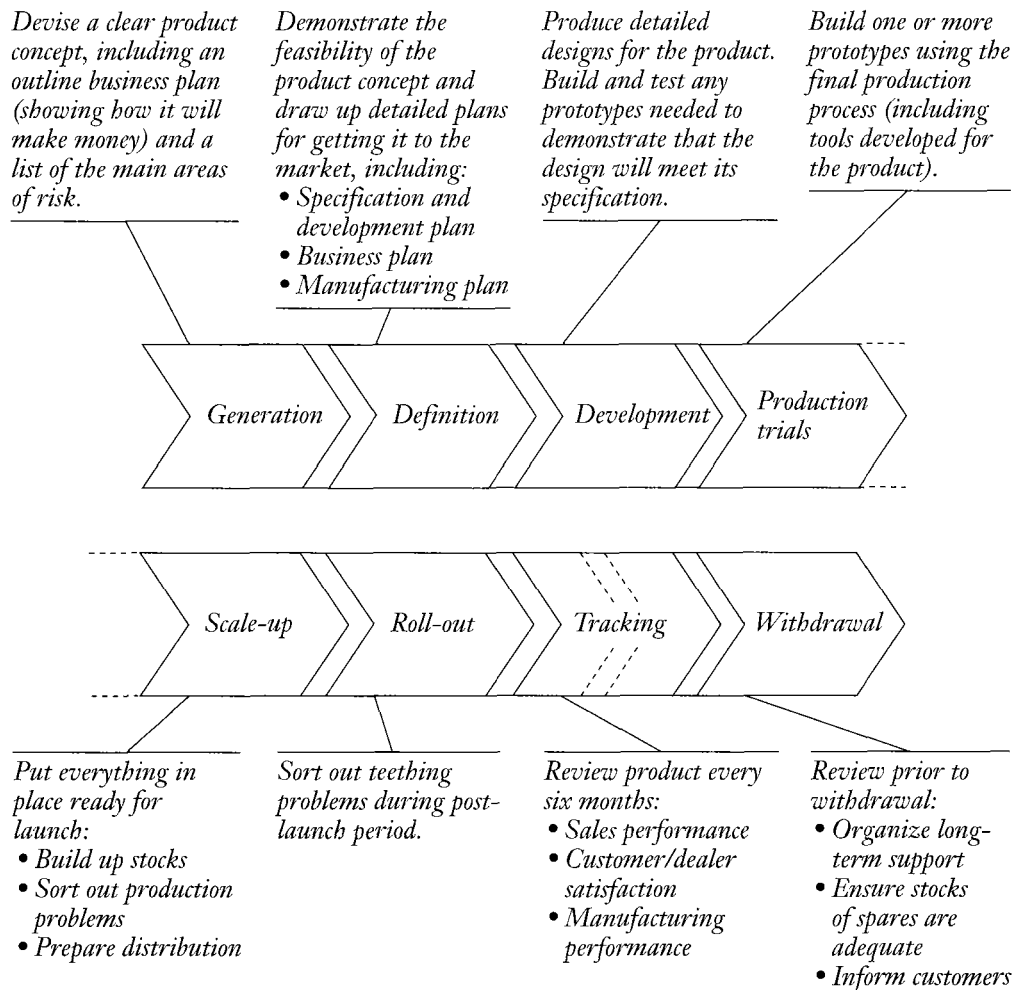 Devise a clear product
concept, including an
outline business plan
(showing how it will
make money) and a
list of the main areas
of risk.
Demonstrate the
feasibility of the
product concept and
draw up detailed plans
for getting it to the
market, including:
• Specification and
development plan
• Business plan
• Manufacturing plan
Produce detailed
designs for the product.
Build and test any
prototypes needed to
demonstrate that the
design will meet its
specification.
Build one or more
prototypes using the
final production
process (including
tools developed for
the product).
Generation
Definition
Development
Production
trials
Scale-up
Roll-out
Tracking
Withdrawal
Put everything in
place ready for
launch:
• Build up stocks
• Sort out production
problems
• Prepare distribution
Sort out teething
problems during post-
launch period.
Review product every
six months:
• Sales performance
• Customer/dealer
satisfaction
• Manufacturing
performance
Review prior to
withdrawal:
• Organize long-
term support
• Ensure stocks
of spares are
adequate
• Inform customers